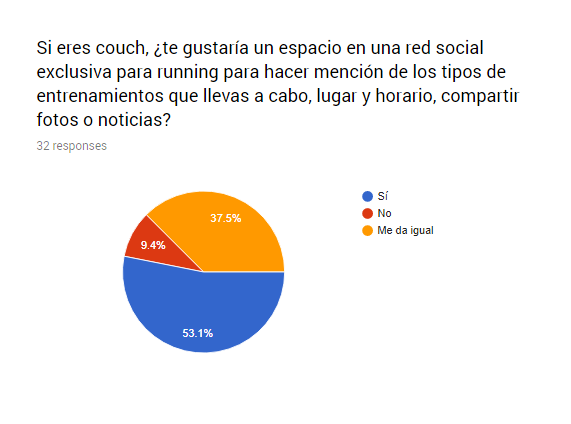 Si eres couch, ¿te gustaría un espacio en una red social
exclusiva para running para hacer mención de los tipos de
entrenamientos que llevas a cabo, lugar y horario, compartir
fotos o noticias?
32 responses
37.5%
9.4%
53.1%
Sí
No
Me da igual